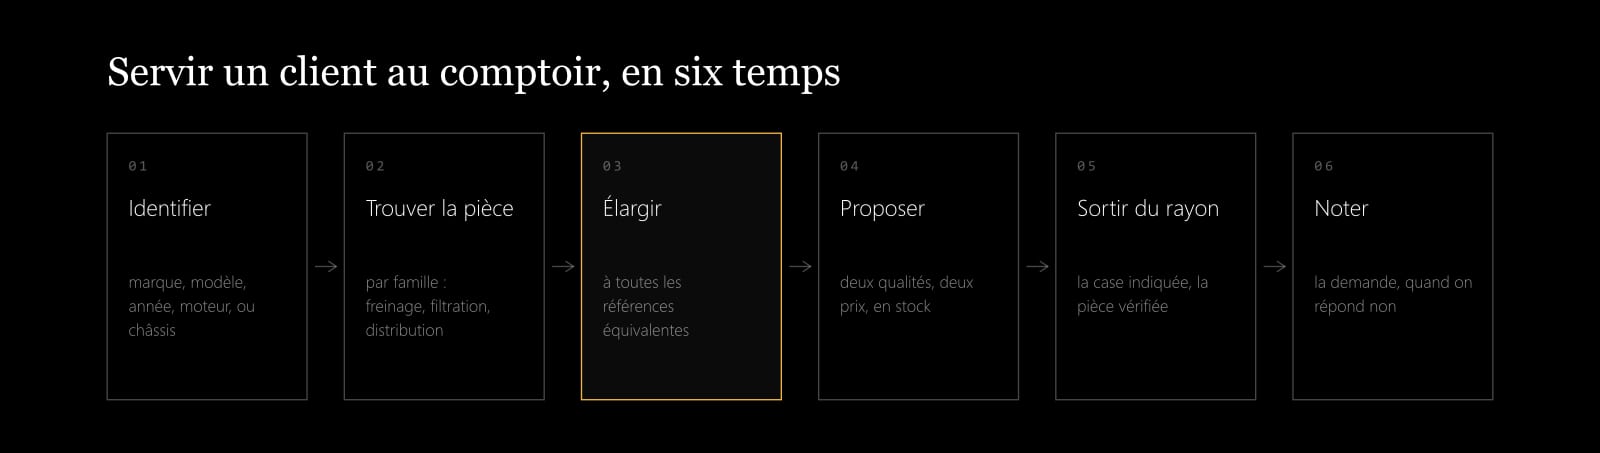 Servir un client au comptoir, en six temps
01
Identifier
marque, modèle,
année, moteur, ou
châssis
02
Trouver la pièce
par famille :
freinage, filtration,
distribution
03
Élargir
à toutes les
références
équivalentes
04
Proposer
deux qualités, deux
prix, en stock
05
Sortir du rayon
la case indiquée, la
pièce vérifiée
06
Noter
la demande, quand on
répond non